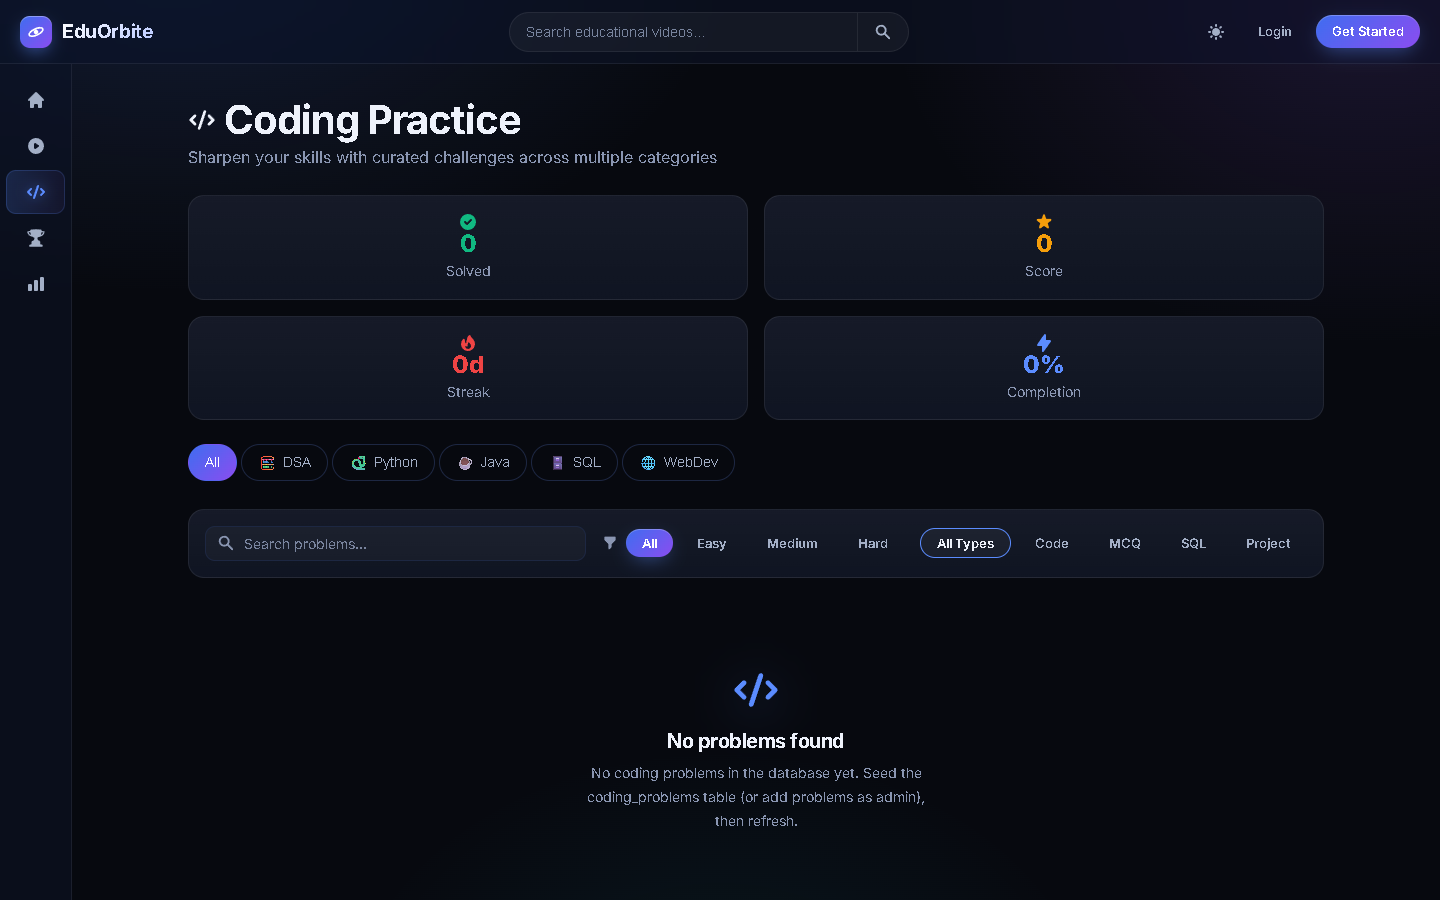 EduOrbite
Search educational videos...
Login
Get Started
Coding Practice
Sharpen your skills with curated challenges across multiple categories
0
Solved
0
Score
0d
Streak
0%
Completion
All
DSA
Python
Java
SQL
WebDev
Search problems...
All
Easy
Medium
Hard
All Types
Code
MCQ
SQL
Project
No problems found
No coding problems in the database yet. Seed the
coding_problems table (or add problems as admin),
then refresh.